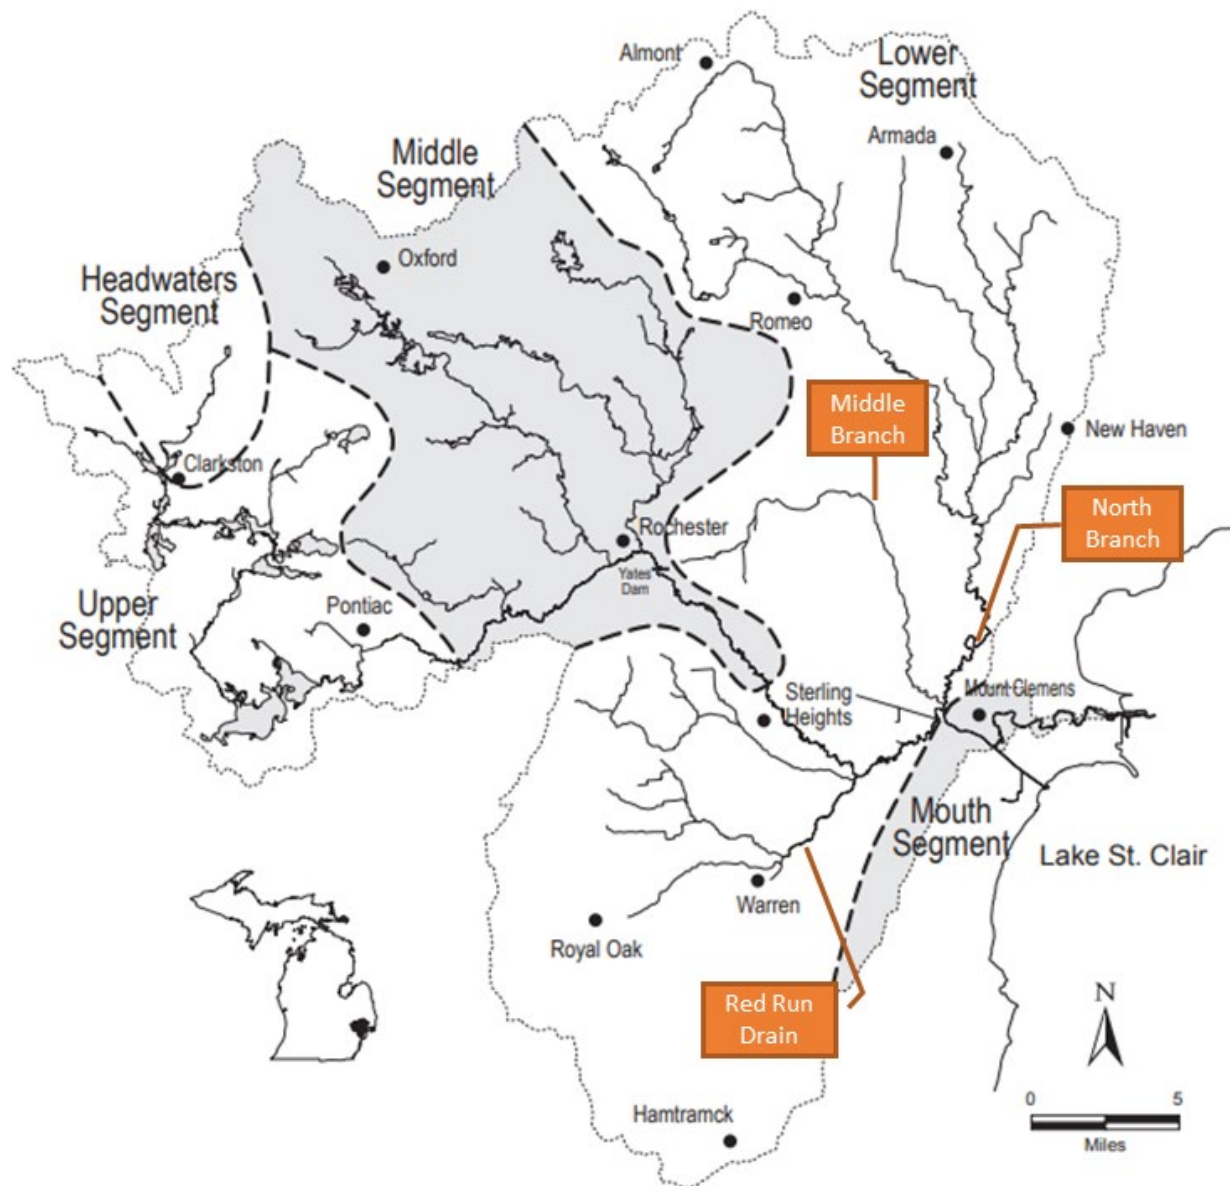 Almont
Lower
Segment
Armada
Middle
Segment
Oxford
Headwaters
Segment
Romeo
Middle
Branch
New Haven
Clarkston
North
Branch
Rochester
Yates
Dam
Upper
Segment
Pontiac
Sterling
Heights
Mount Clemens
Mouth
Segment
Lake St. Clair
Warren
Royal Oak
Red Run
Drain
N
0 5
Miles
Hamtramck